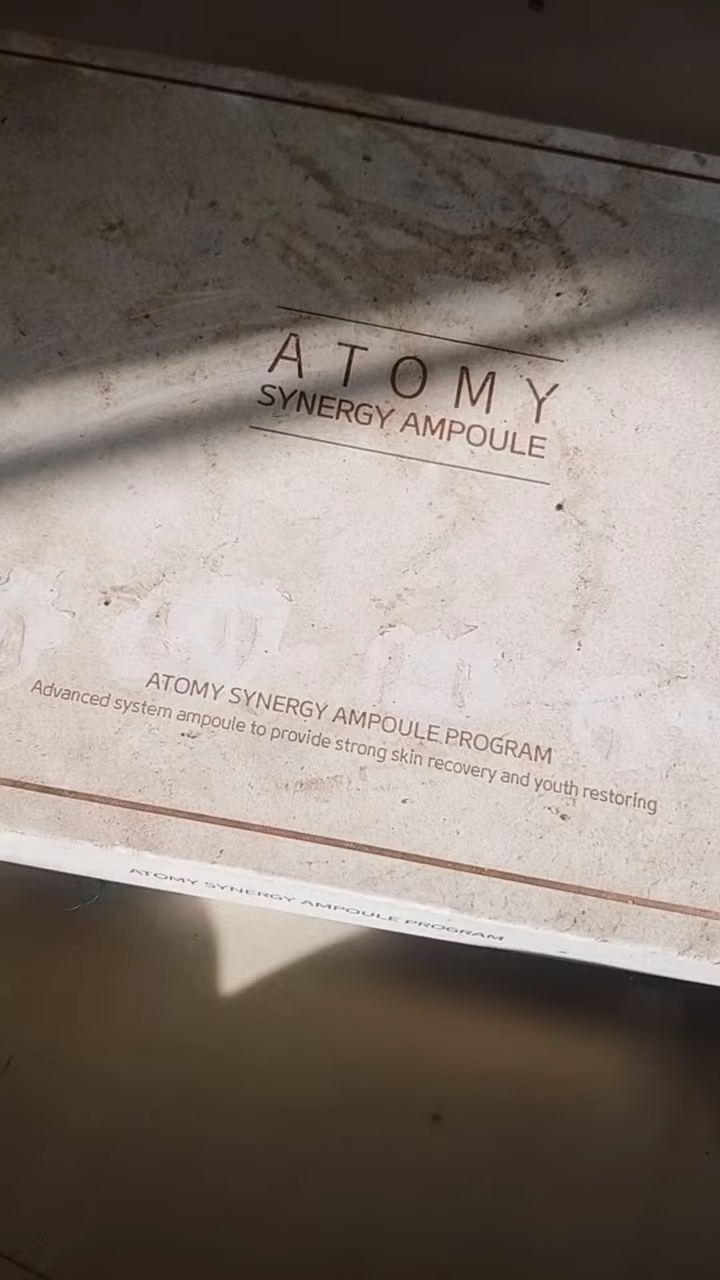 ATOMY
SYNERGY AMPOULE
ATOMY SYNERGY AMPOULE PROGRAM
Advanced system ampoule to provide strong skin recovery and youth restoring
ATOMY SYNERGY AMPOULE PROGRAM